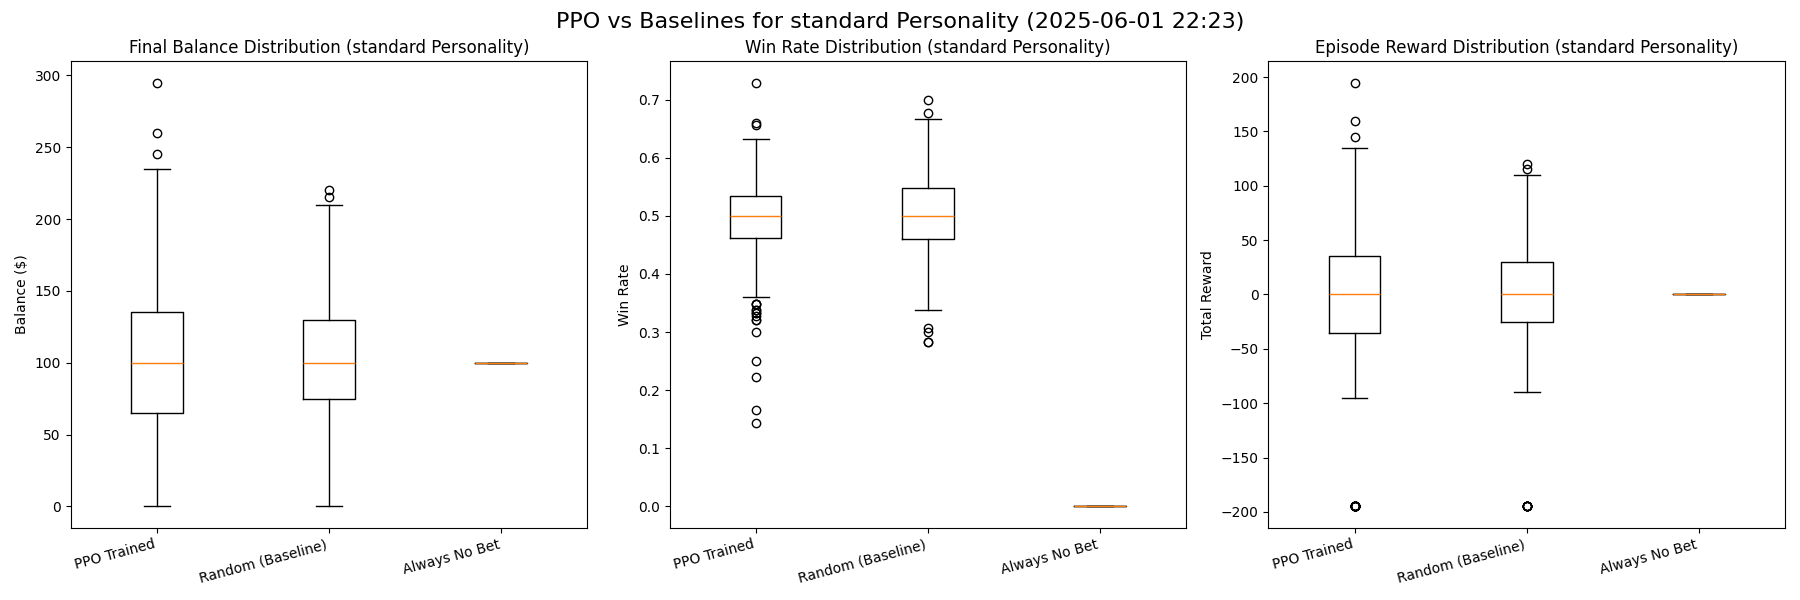 PPO vs Baselines for standard Personality (2025-06-01 22:23)
Final Balance Distribution (standard Personality)
Balance ($)
300
250
200
150
100
50
0
PPO Trained
Random (Baseline)
Always No Bet
Win Rate Distribution (standard Personality)
Win Rate
0.7
0.6
0.5
0.4
0.3
0.2
0.1
0.0
PPO Trained
Random (Baseline)
Always No Bet
Episode Reward Distribution (standard Personality)
Total Reward
200
150
100
50
0
−50
−100
−150
−200
PPO Trained
Random (Baseline)
Always No Bet